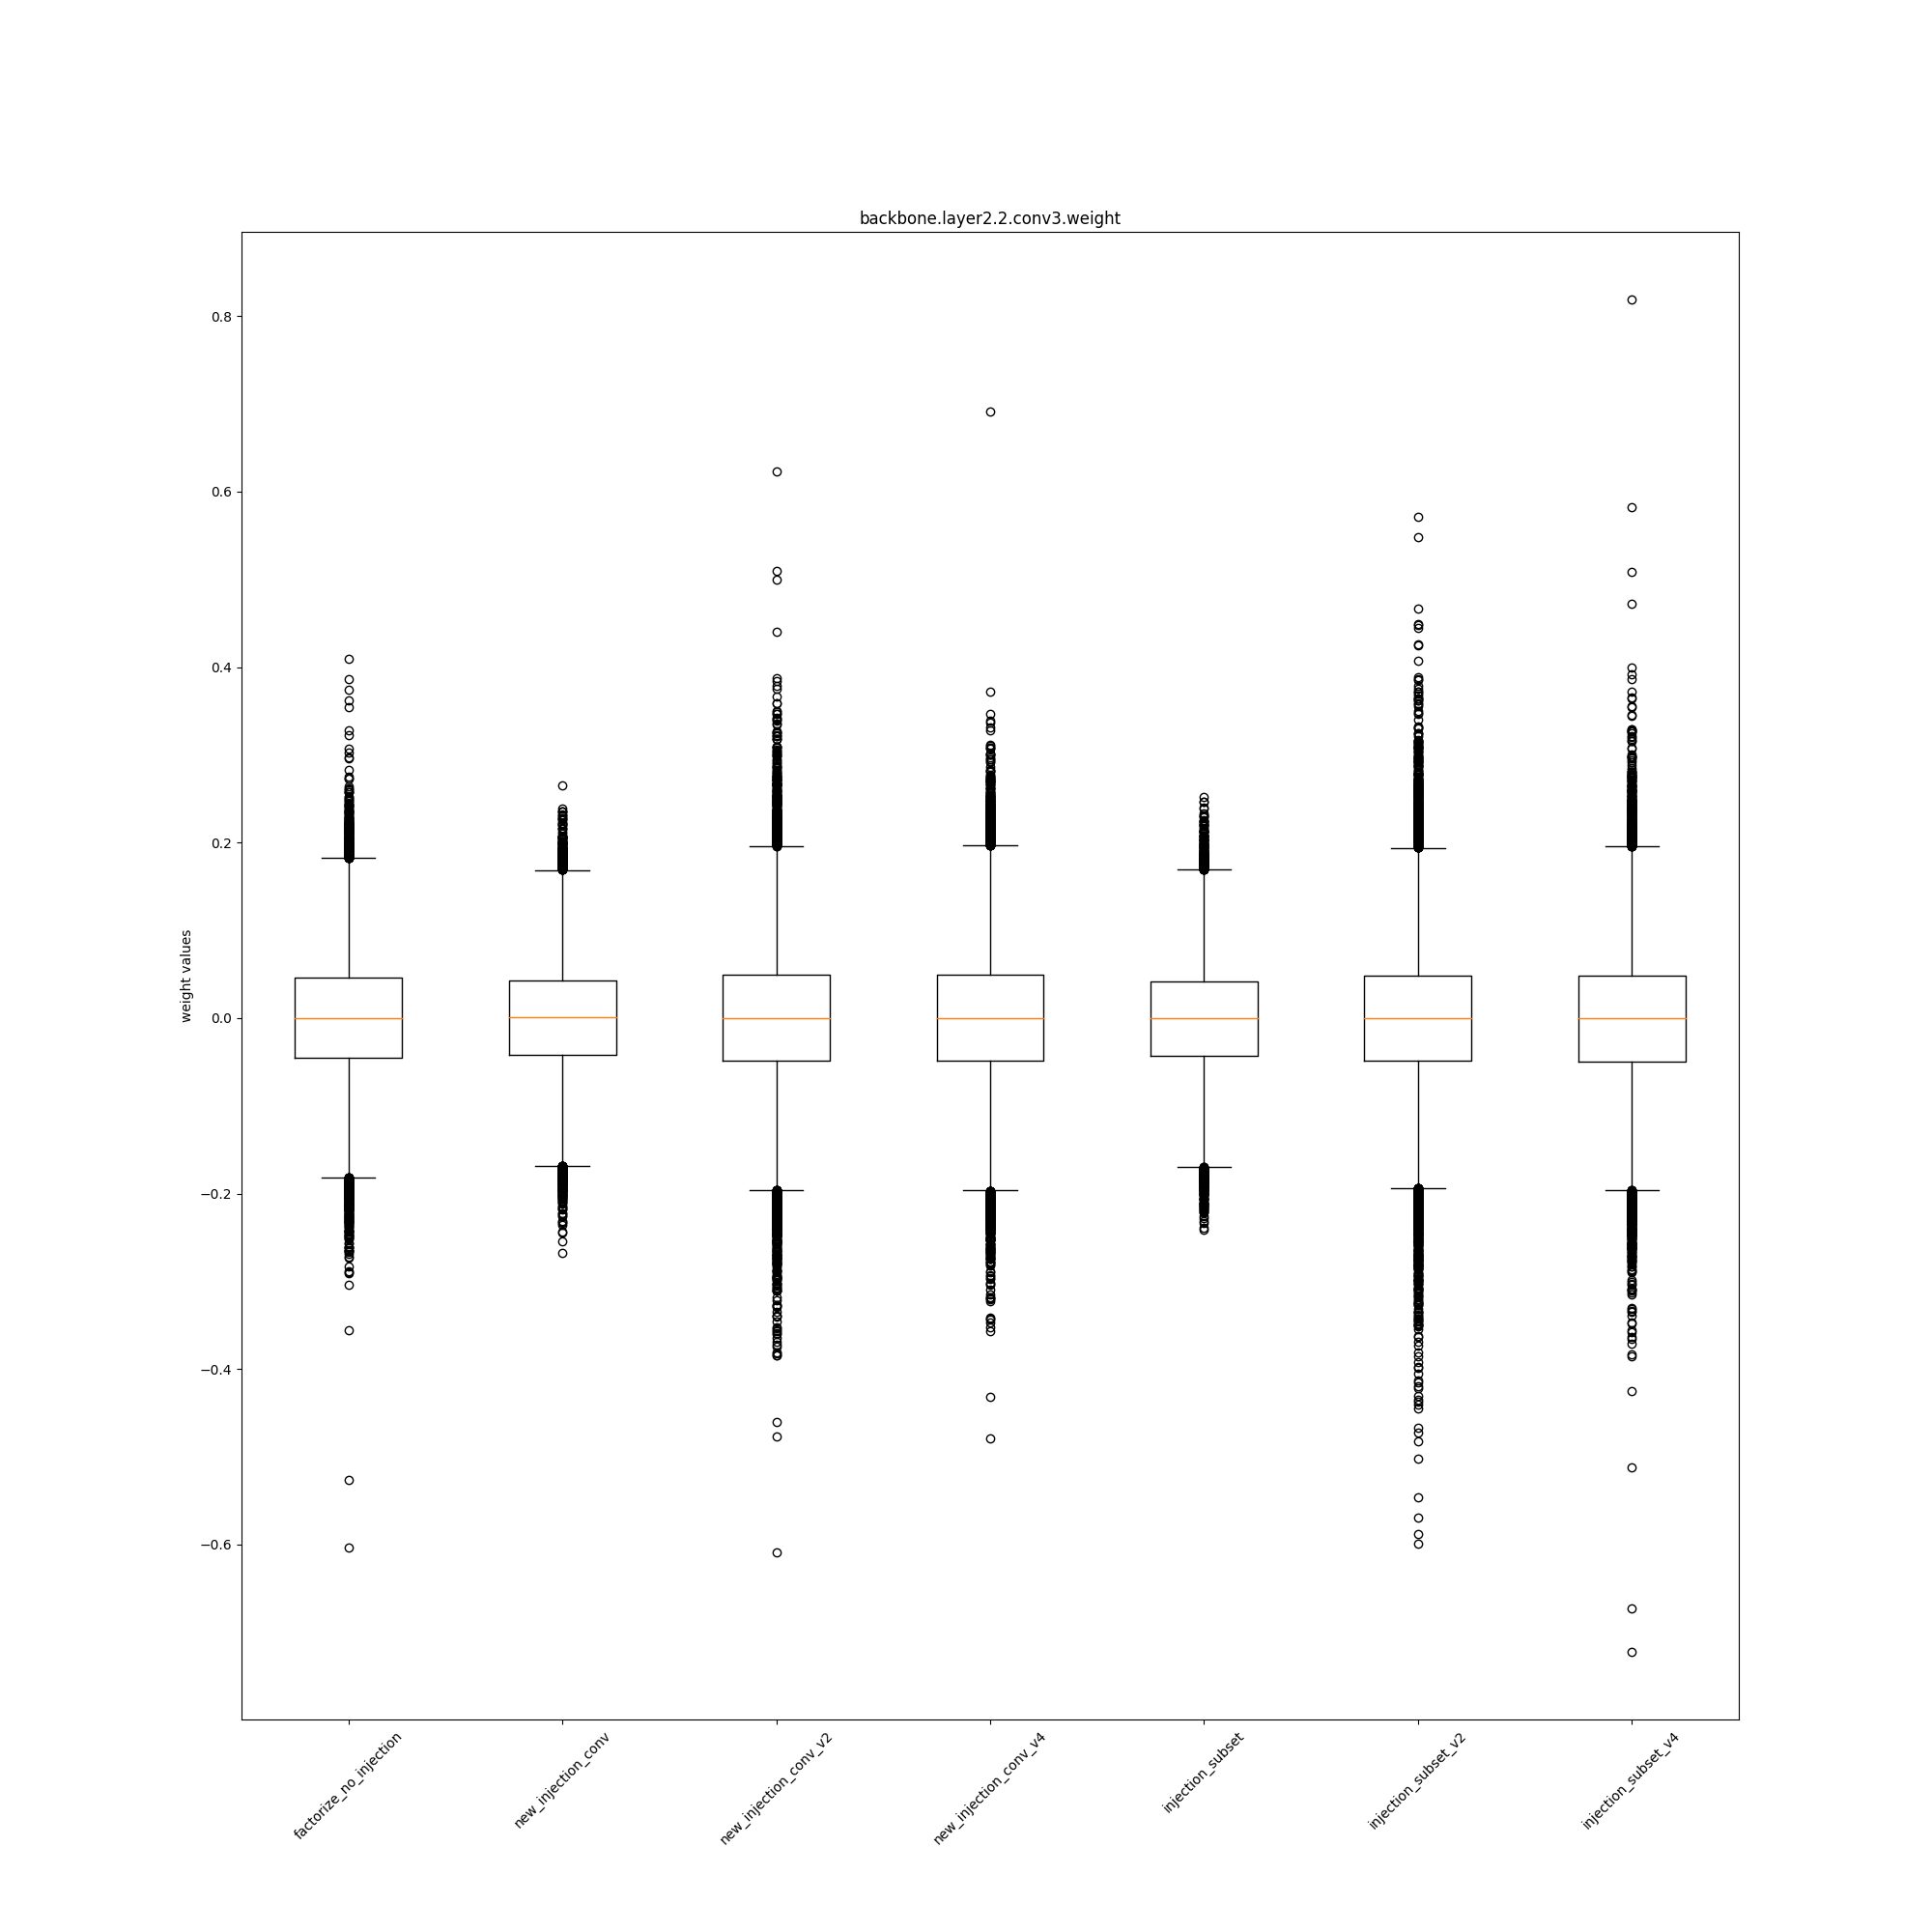 backbone.layer2.2.conv3.weight
0.8
0.6
0.4
0.2
0.0
−0.2
−0.4
−0.6
weight values
factorize_no_injection
new_injection_conv
new_injection_conv_v2
new_injection_conv_v4
injection_subset
injection_subset_v2
injection_subset_v4